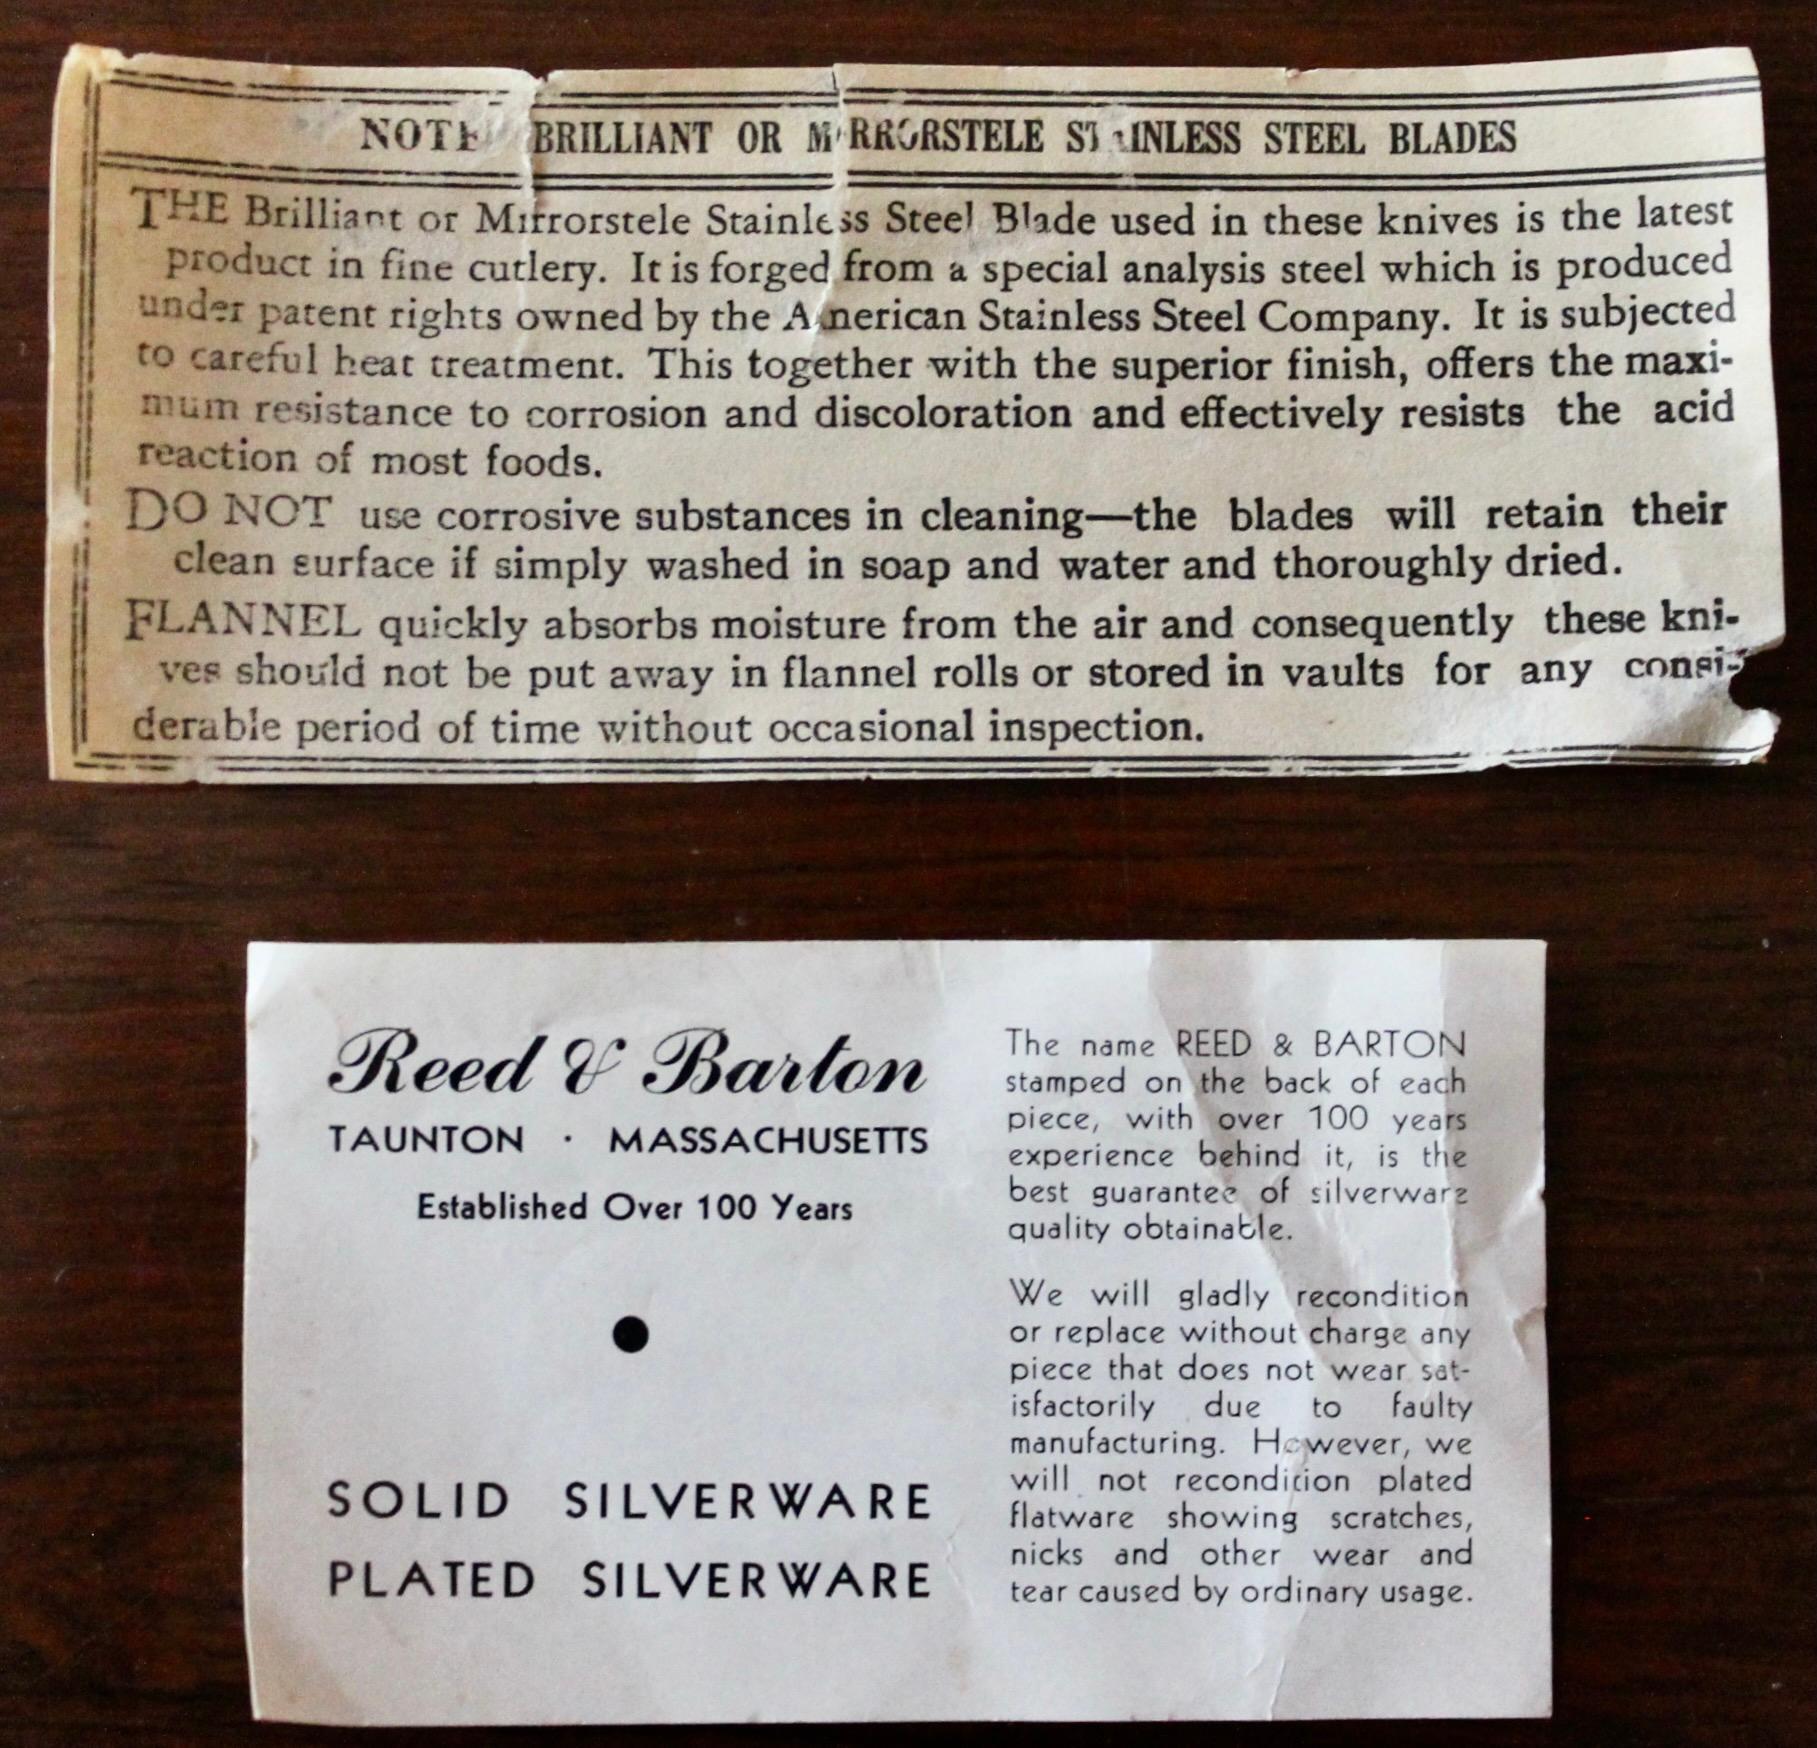 NOTE BRILLIANT OR MIRRORSTELE STAINLESS STEEL BLADES
THE Brilliant or Mirrorstele Stainless Steel Blade used in these knives is the latest
product in fine cutlery. It is forged from a special analysis steel which is produced
under patent rights owned by the American Stainless Steel Company. It is subjected
to careful heat treatment. This together with the superior finish, offers the maxi-
mum resistance to corrosion and discoloration and effectively resists the acid
reaction of most foods.
DO NOT use corrosive substances in cleaning—the blades will retain their
clean surface if simply washed in soap and water and thoroughly dried.
FLANNEL quickly absorbs moisture from the air and consequently these kni-
ves should not be put away in flannel rolls or stored in vaults for any consi-
derable period of time without occasional inspection.
Reed & Barton
TAUNTON · MASSACHUSETTS
Established Over 100 Years
SOLID SILVERWARE
PLATED SILVERWARE
The name REED & BARTON
stamped on the back of each
piece, with over 100 years
experience behind it, is the
best guarantee of silverware
quality obtainable.
We will gladly recondition
or replace without charge any
piece that does not wear sat-
isfactorily due to faulty
manufacturing. However, we
will not recondition plated
flatware showing scratches,
nicks and other wear and
tear caused by ordinary usage.